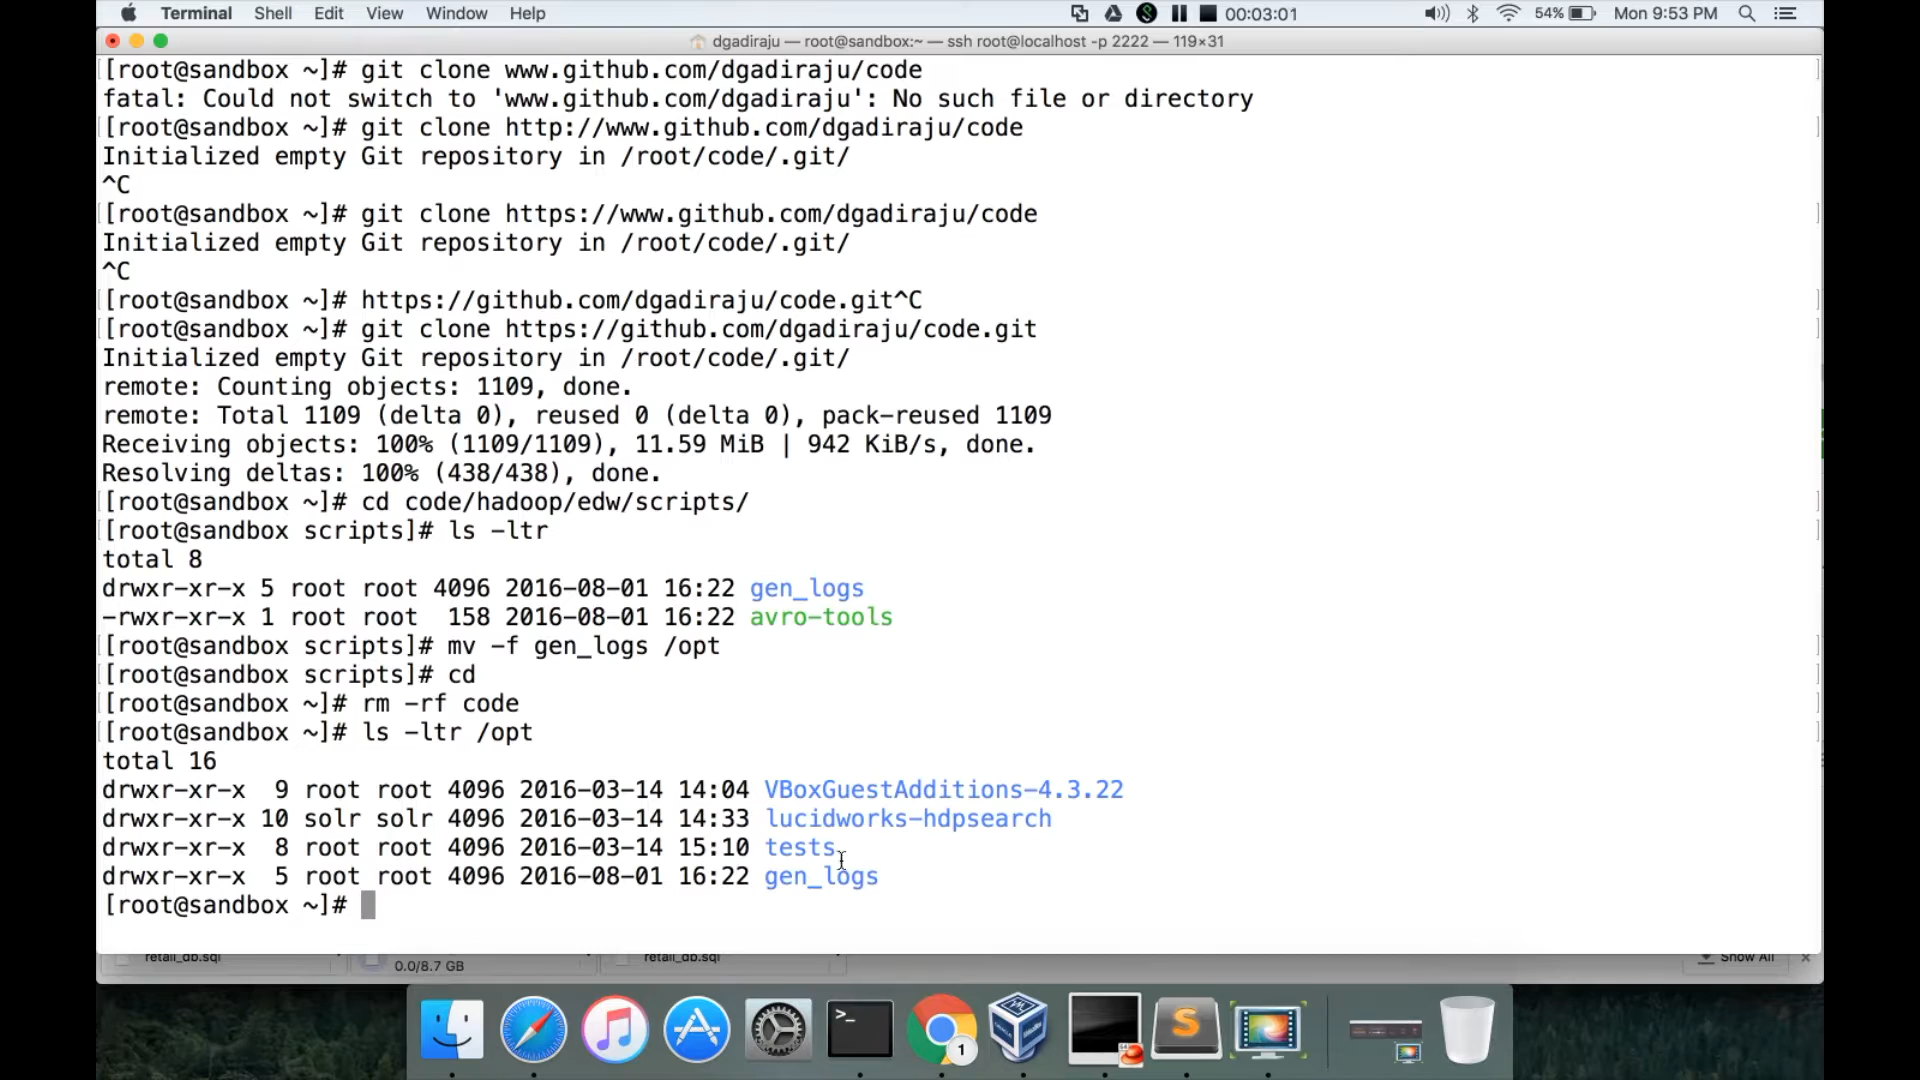 Terminal Shell Edit View Window Help 00:03:01 54% Mon 9:53 PM
dgadiraju — root@sandbox:~ — ssh root@localhost -p 2222 — 119×31
[root@sandbox ~]# git clone www.github.com/dgadiraju/code
fatal: Could not switch to 'www.github.com/dgadiraju': No such file or directory
[root@sandbox ~]# git clone http://www.github.com/dgadiraju/code
Initialized empty Git repository in /root/code/.git/
^C
[root@sandbox ~]# git clone https://www.github.com/dgadiraju/code
Initialized empty Git repository in /root/code/.git/
^C
[root@sandbox ~]# https://github.com/dgadiraju/code.git^C
[root@sandbox ~]# git clone https://github.com/dgadiraju/code.git
Initialized empty Git repository in /root/code/.git/
remote: Counting objects: 1109, done.
remote: Total 1109 (delta 0), reused 0 (delta 0), pack-reused 1109
Receiving objects: 100% (1109/1109), 11.59 MiB | 942 KiB/s, done.
Resolving deltas: 100% (438/438), done.
[root@sandbox ~]# cd code/hadoop/edw/scripts/
[root@sandbox scripts]# ls -ltr
total 8
drwxr-xr-x 5 root root 4096 2016-08-01 16:22 gen_logs
-rwxr-xr-x 1 root root  158 2016-08-01 16:22 avro-tools
[root@sandbox scripts]# mv -f gen_logs /opt
[root@sandbox scripts]# cd
[root@sandbox ~]# rm -rf code
[root@sandbox ~]# ls -ltr /opt
total 16
drwxr-xr-x  9 root root 4096 2016-03-14 14:04 VBoxGuestAdditions-4.3.22
drwxr-xr-x 10 solr solr 4096 2016-03-14 14:33 lucidworks-hdpsearch
drwxr-xr-x  8 root root 4096 2016-03-14 15:10 tests
drwxr-xr-x  5 root root 4096 2016-08-01 16:22 gen_logs
[root@sandbox ~]#
retail_db.sql 0.0/8.7 GB retail_db.sql Show All
>_ S 1